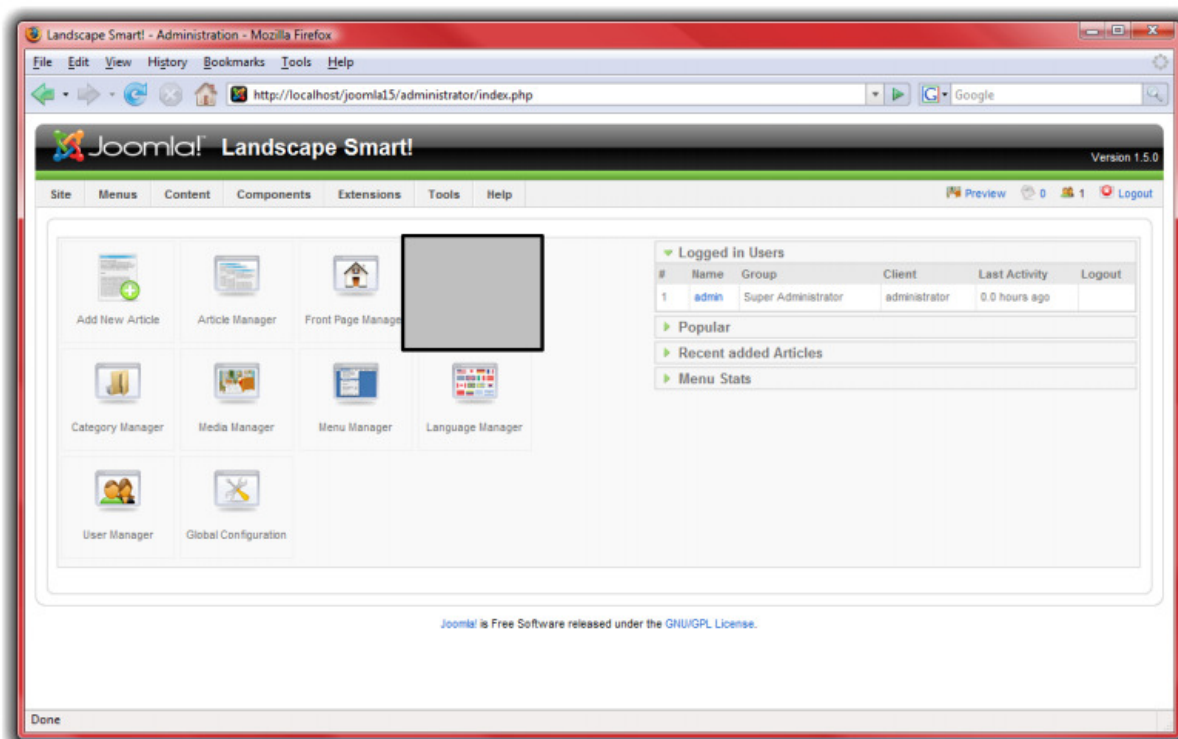 Landscape Smart! - Administration - Mozilla Firefox
File Edit View History Bookmarks Tools Help
http://localhost/joomla15/administrator/index.php
Google
Joomla! Landscape Smart!
Version 1.5.0
Site Menus Content Components Extensions Tools Help
Preview 0 1 Logout
Add New Article Article Manager Front Page Manage
Category Manager Media Manager Menu Manager Language Manager
User Manager Global Configuration
Logged in Users
# Name Group Client Last Activity Logout
1 admin Super Administrator administrator 0.0 hours ago
Popular
Recent added Articles
Menu Stats
Joomla! is Free Software released under the GNU/GPL License.
Done